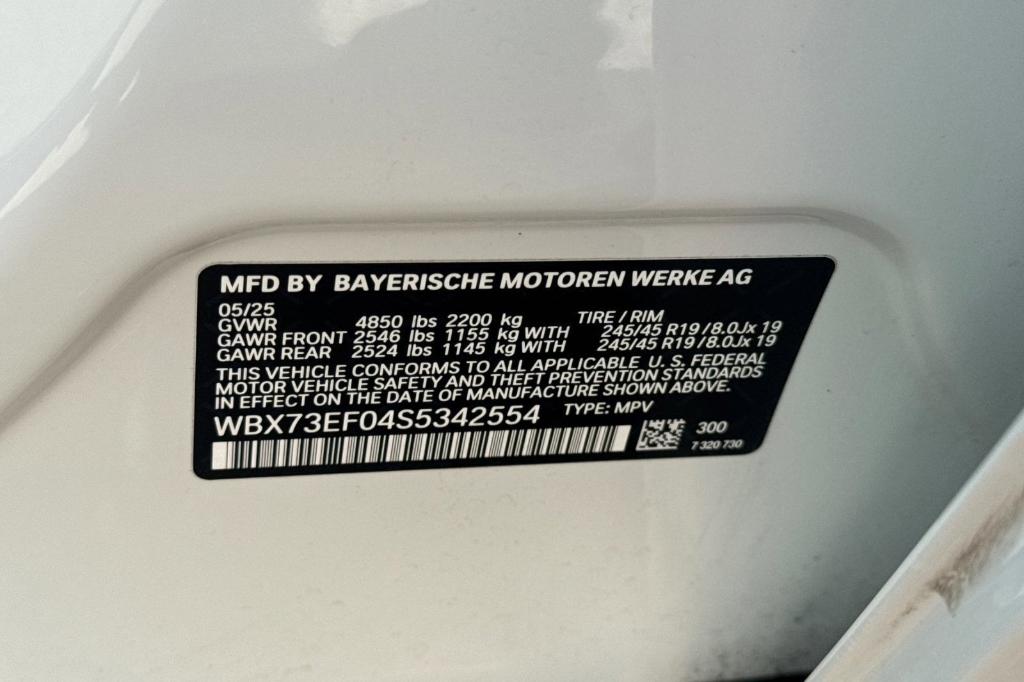 MFD BY BAYERISCHE MOTOREN WERKE AG
05/25
GVWR 4850 lbs 2200 kg TIRE / RIM
GAWR FRONT 2546 lbs 1155 kg WITH 245/45 R19 / 8.0Jx 19
GAWR REAR 2524 lbs 1145 kg WITH 245/45 R19 / 8.0Jx 19
THIS VEHICLE CONFORMS TO ALL APPLICABLE U.S. FEDERAL
MOTOR VEHICLE SAFETY AND THEFT PREVENTION STANDARDS
IN EFFECT ON THE DATE OF MANUFACTURE SHOWN ABOVE.
WBX73EF04S5342554 TYPE: MPV
300
7 320 730